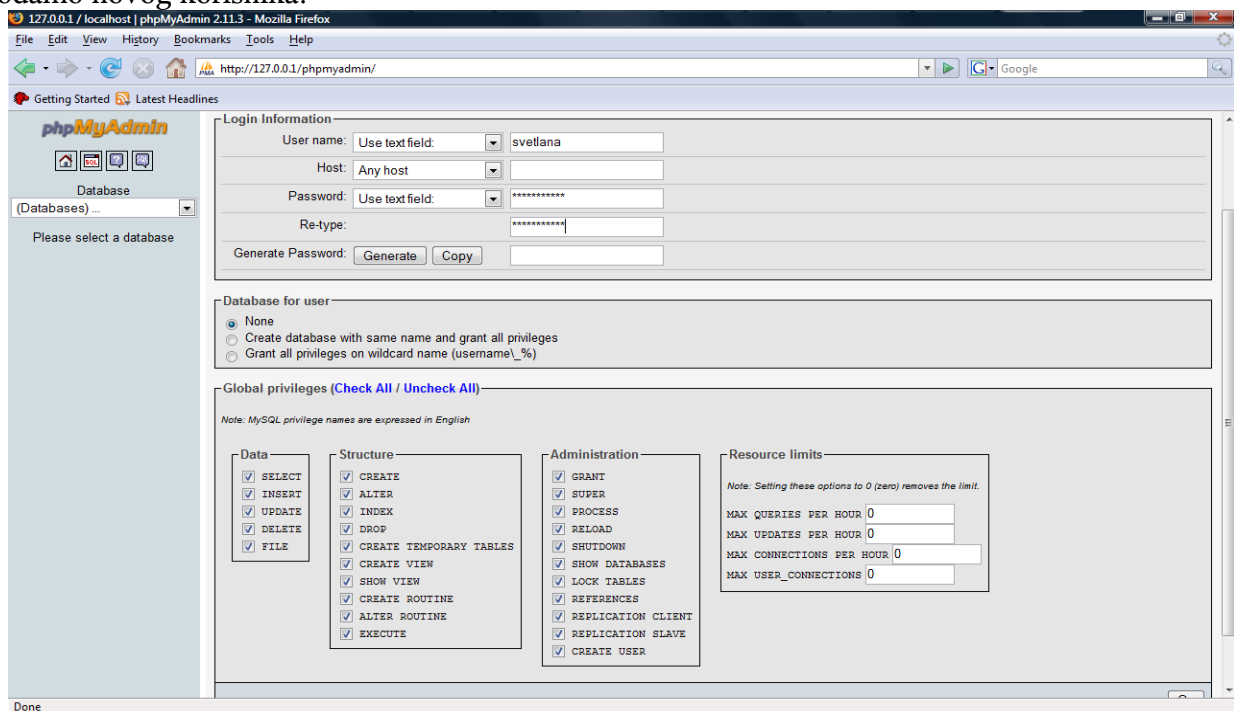 odamo novog korisnika.
127.0.0.1 / localhost | phpMyAdmin 2.11.3 - Mozilla Firefox
File Edit View History Bookmarks Tools Help
PMA http://127.0.0.1/phpmyadmin/ G Google
Getting Started Latest Headlines
phpMyAdmin
SQL
Database
(Databases) ...
Please select a database
Login Information
User name: Use text field: svetlana
Host: Any host
Password: Use text field: ***********
Re-type: ***********
Generate Password: Generate Copy
Database for user
None
Create database with same name and grant all privileges
Grant all privileges on wildcard name (username\_%)
Global privileges (Check All / Uncheck All)
Note: MySQL privilege names are expressed in English
Data
SELECT
INSERT
UPDATE
DELETE
FILE
Structure
CREATE
ALTER
INDEX
DROP
CREATE TEMPORARY TABLES
CREATE VIEW
SHOW VIEW
CREATE ROUTINE
ALTER ROUTINE
EXECUTE
Administration
GRANT
SUPER
PROCESS
RELOAD
SHUTDOWN
SHOW DATABASES
LOCK TABLES
REFERENCES
REPLICATION CLIENT
REPLICATION SLAVE
CREATE USER
Resource limits
Note: Setting these options to 0 (zero) removes the limit.
MAX QUERIES PER HOUR 0
MAX UPDATES PER HOUR 0
MAX CONNECTIONS PER HOUR 0
MAX USER_CONNECTIONS 0
Done